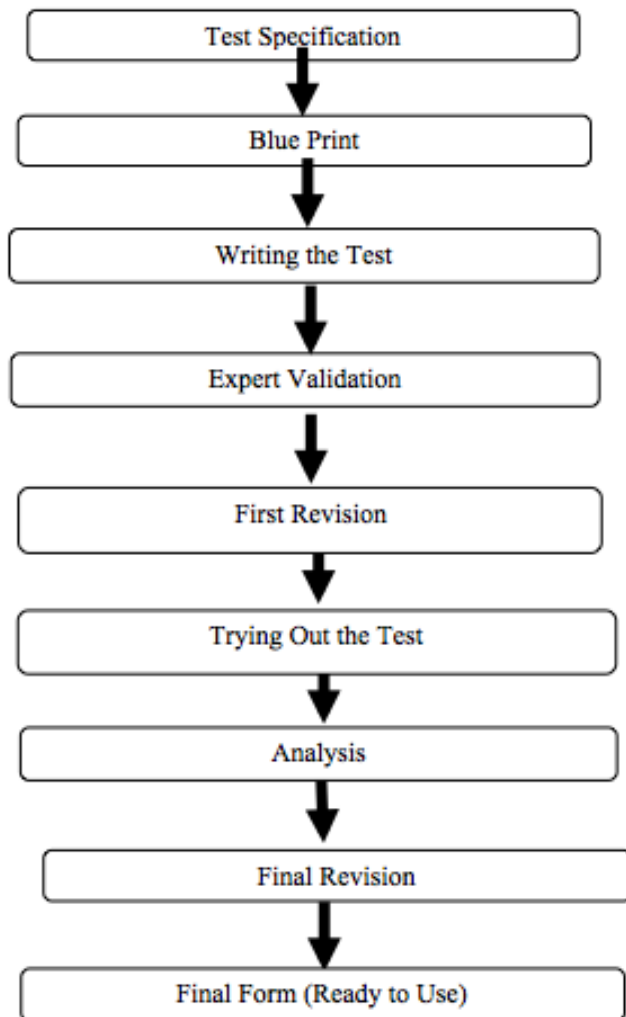 Test Specification
Blue Print
Writing the Test
Expert Validation
First Revision
Trying Out the Test
Analysis
Final Revision
Final Form (Ready to Use)